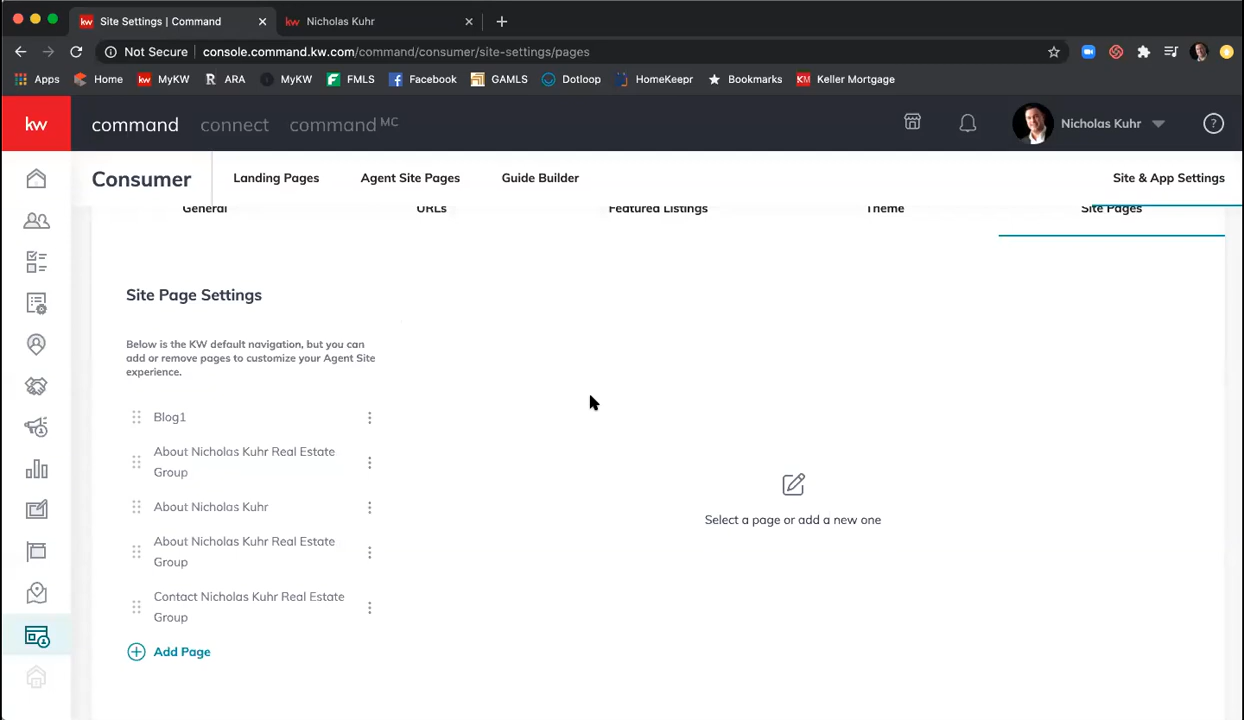 Site Settings | Command
Nicholas Kuhr
Not Secure
console.command.kw.com/command/consumer/site-settings/pages
Apps
Home
kw
MyKW
R
ARA
MyKW
FMLS
Facebook
GAMLS
Dotloop
HomeKeepr
Bookmarks
KM
Keller Mortgage
kw
command
connect
command MC
Nicholas Kuhr
?
Consumer
Landing Pages
Agent Site Pages
Guide Builder
Site & App Settings
General
URLs
Featured Listings
Theme
Site Pages
Site Page Settings
Below is the KW default navigation, but you can
add or remove pages to customize your Agent Site
experience.
Blog1
About Nicholas Kuhr Real Estate
Group
About Nicholas Kuhr
About Nicholas Kuhr Real Estate
Group
Contact Nicholas Kuhr Real Estate
Group
Add Page
Select a page or add a new one